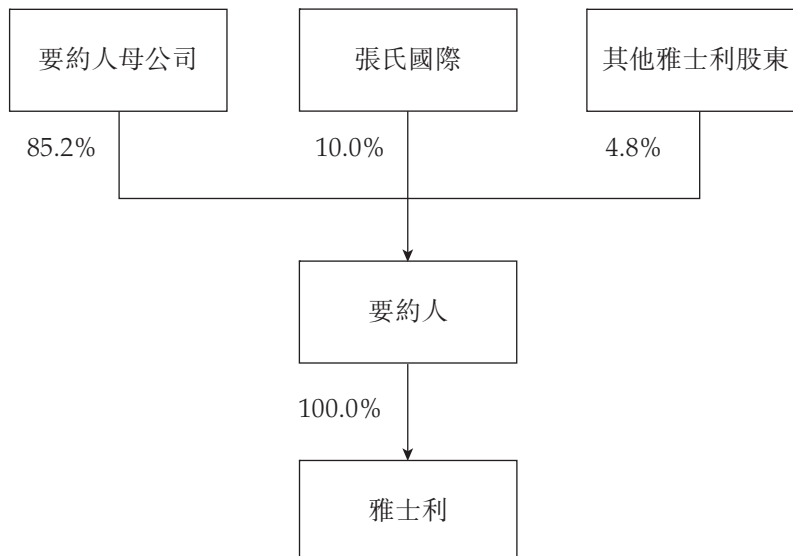 要約人母公司
張氏國際
其他雅士利股東
85.2%
10.0%
4.8%
要約人
100.0%
雅士利